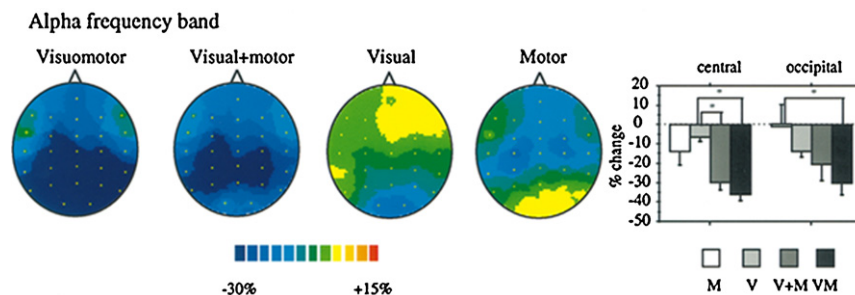 Alpha frequency band
Visuomotor Visual+motor Visual Motor
central occipital
* *
*
20
10
0
-10
-20
-30
-40
-50
% change
-30% +15%
M V V+M VM